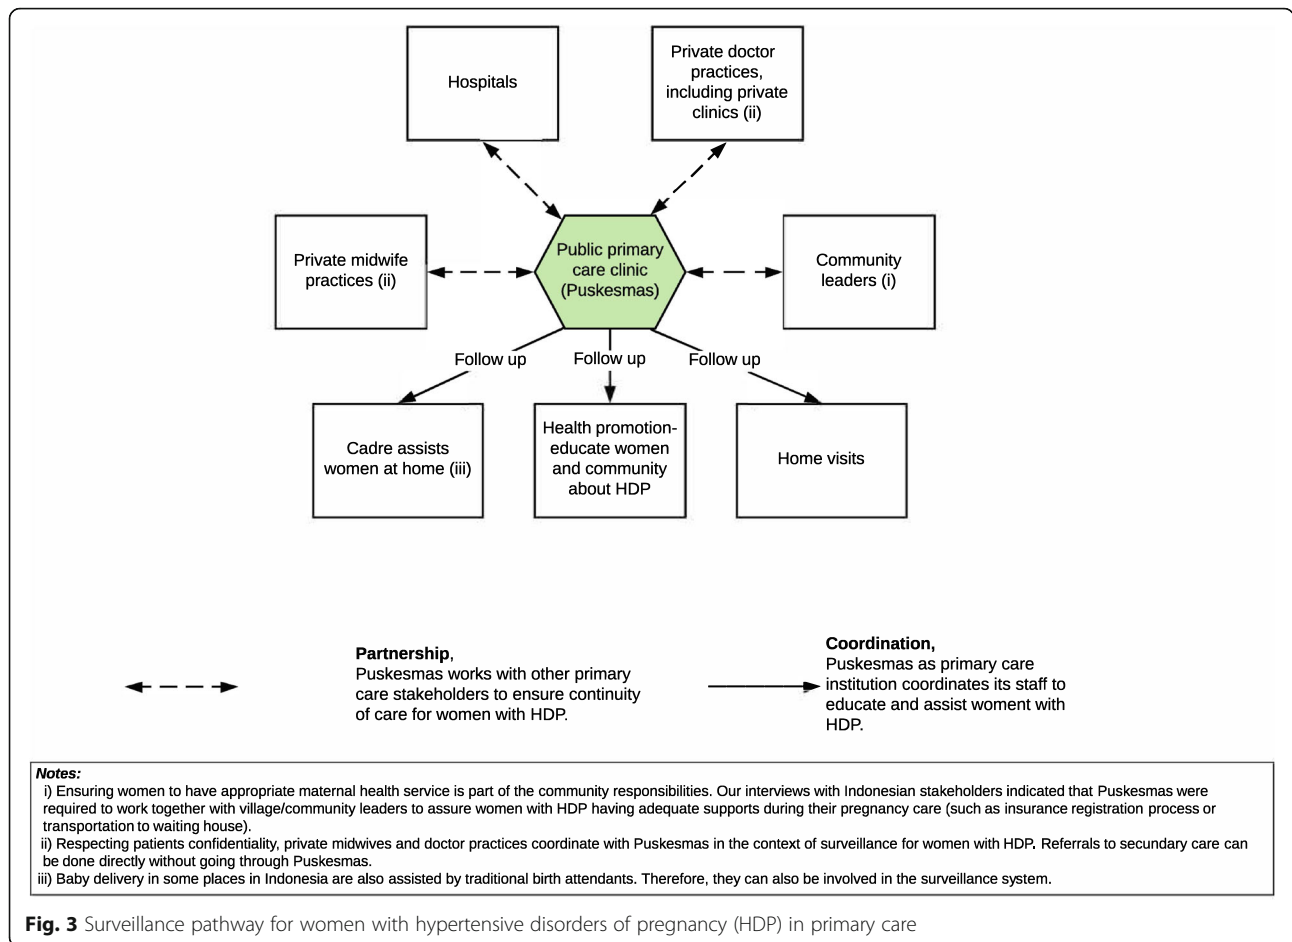 Hospitals
Private doctor
practices,
including private
clinics (ii)
Private midwife
practices (ii)
Public primary
care clinic
(Puskesmas)
Community
leaders (i)
Follow up
Follow up
Follow up
Cadre assists
women at home (iii)
Health promotion-
educate women
and community
about HDP
Home visits
Partnership,
Puskesmas works with other primary
care stakeholders to ensure continuity
of care for women with HDP.
Coordination,
Puskesmas as primary care
institution coordinates its staff to
educate and assist woment with
HDP.
Notes:
i) Ensuring women to have appropriate maternal health service is part of the community responsibilities. Our interviews with Indonesian stakeholders indicated that Puskesmas were
required to work together with village/community leaders to assure women with HDP having adequate supports during their pregnancy care (such as insurance registration process or
transportation to waiting house).
ii) Respecting patients confidentiality, private midwives and doctor practices coordinate with Puskesmas in the context of surveillance for women with HDP. Referrals to secundary care can
be done directly without going through Puskesmas.
iii) Baby delivery in some places in Indonesia are also assisted by traditional birth attendants. Therefore, they can also be involved in the surveillance system.
Fig. 3 Surveillance pathway for women with hypertensive disorders of pregnancy (HDP) in primary care